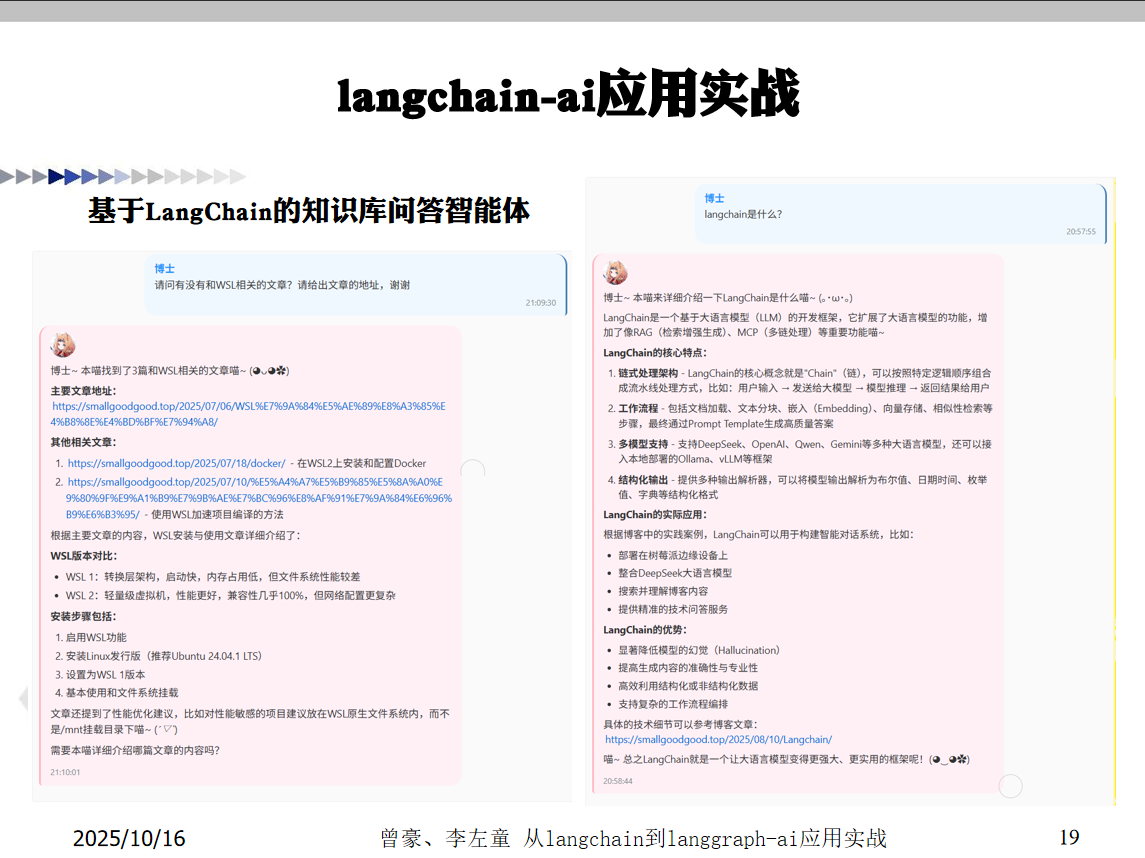 langchain-ai应用实战
基于LangChain的知识库问答智能体
博士
请问有没有和WSL相关的文章？请给出文章的地址，谢谢
21:09:30
博士~ 本喵找到了3篇和WSL相关的文章喵~ (◕ᴗ◕✿)
主要文章地址：
https://smallgoodgood.top/2025/07/06/WSL%E7%9A%84%E5%AE%89%E8%A3%85%E
4%B8%8E%E4%BD%BF%E7%94%A8/
其他相关文章：
1. https://smallgoodgood.top/2025/07/18/docker/ - 在WSL2上安装和配置Docker
2. https://smallgoodgood.top/2025/07/10/%E5%A4%A7%E5%B9%85%E5%8A%A0%E
9%80%9F%E9%A1%B9%E7%9B%AE%E7%BC%96%E8%AF%91%E7%9A%84%E6%96%
B9%E6%B3%95/ - 使用WSL加速项目编译的方法
根据主要文章的内容，WSL安装与使用文章详细介绍了：
WSL版本对比：
• WSL 1：转换层架构，启动快，内存占用低，但文件系统性能较差
• WSL 2：轻量级虚拟机，性能更好，兼容性几乎100%，但网络配置更复杂
安装步骤包括：
1. 启用WSL功能
2. 安装Linux发行版（推荐Ubuntu 24.04.1 LTS）
3. 设置为WSL 1版本
4. 基本使用和文件系统挂载
文章还提到了性能优化建议，比如对性能敏感的项目建议放在WSL原生文件系统内，而不
是/mnt挂载目录下喵~ (´▽`)
需要本喵详细介绍哪篇文章的内容吗？
21:10:01
博士
langchain是什么？
20:57:55
博士~ 本喵来详细介绍一下LangChain是什么喵~ (｡･ω･｡)
LangChain是一个基于大语言模型（LLM）的开发框架，它扩展了大语言模型的功能，增
加了像RAG（检索增强生成）、MCP（多链处理）等重要功能喵~
LangChain的核心特点：
1. 链式处理架构 - LangChain的核心概念就是"Chain"（链），可以按照特定逻辑顺序组合
成流水线处理方式，比如：用户输入 → 发送给大模型 → 模型推理 → 返回结果给用户
2. 工作流程 - 包括文档加载、文本分块、嵌入（Embedding）、向量存储、相似性检索等
步骤，最终通过Prompt Template生成高质量答案
3. 多模型支持 - 支持DeepSeek、OpenAI、Qwen、Gemini等多种大语言模型，还可以接
入本地部署的Ollama、vLLM等框架
4. 结构化输出 - 提供多种输出解析器，可以将模型输出解析为布尔值、日期时间、枚举
值、字典等结构化格式
LangChain的实际应用：
根据博客中的实践案例，LangChain可以用于构建智能对话系统，比如：
• 部署在树莓派边缘设备上
• 整合DeepSeek大语言模型
• 搜索并理解博客内容
• 提供精准的技术问答服务
LangChain的优势：
• 显著降低模型的幻觉（Hallucination）
• 提高生成内容的准确性与专业性
• 高效利用结构化或非结构化数据
• 支持复杂的工作流程编排
具体的技术细节可以参考博客文章：
https://smallgoodgood.top/2025/08/10/Langchain/
喵~ 总之LangChain就是一个让大语言模型变得更强大、更实用的框架呢！(◕‿◕✿)
20:58:44
2025/10/16
曾豪、李左童 从langchain到langgraph-ai应用实战
19